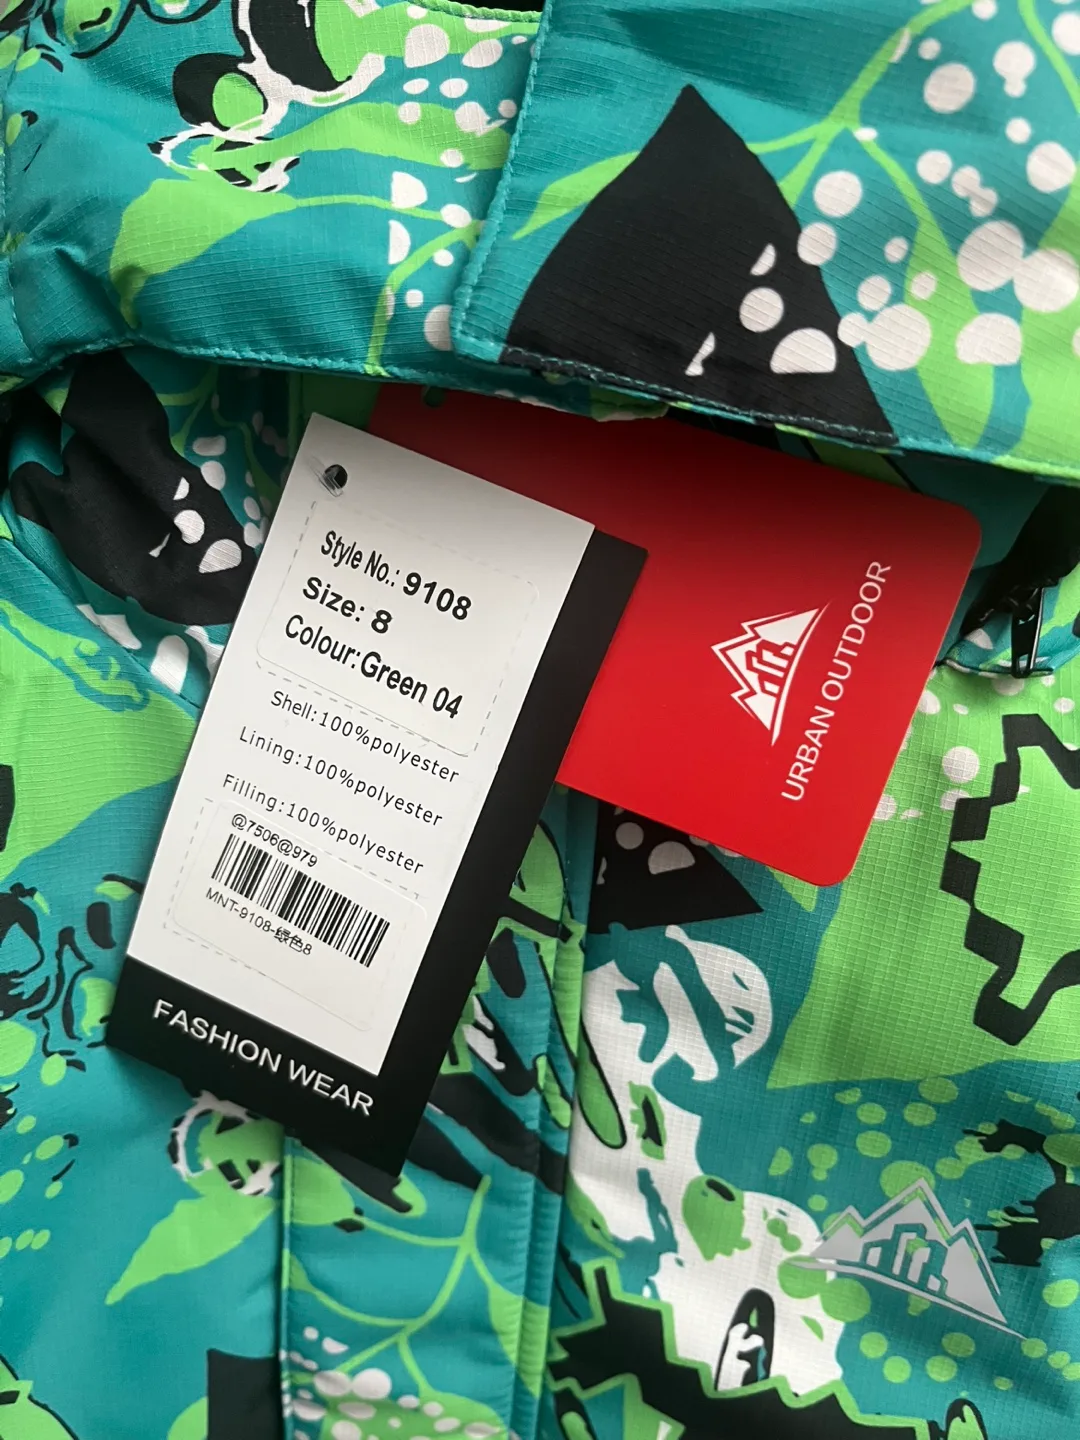 Style No.: 9108
Size: 8
Colour: Green 04
Shell:100%polyester
Lining:100%polyester
Filling:100%polyester
@7506@979
MNT-9108-绿色8
FASHION WEAR
URBAN OUTDOOR